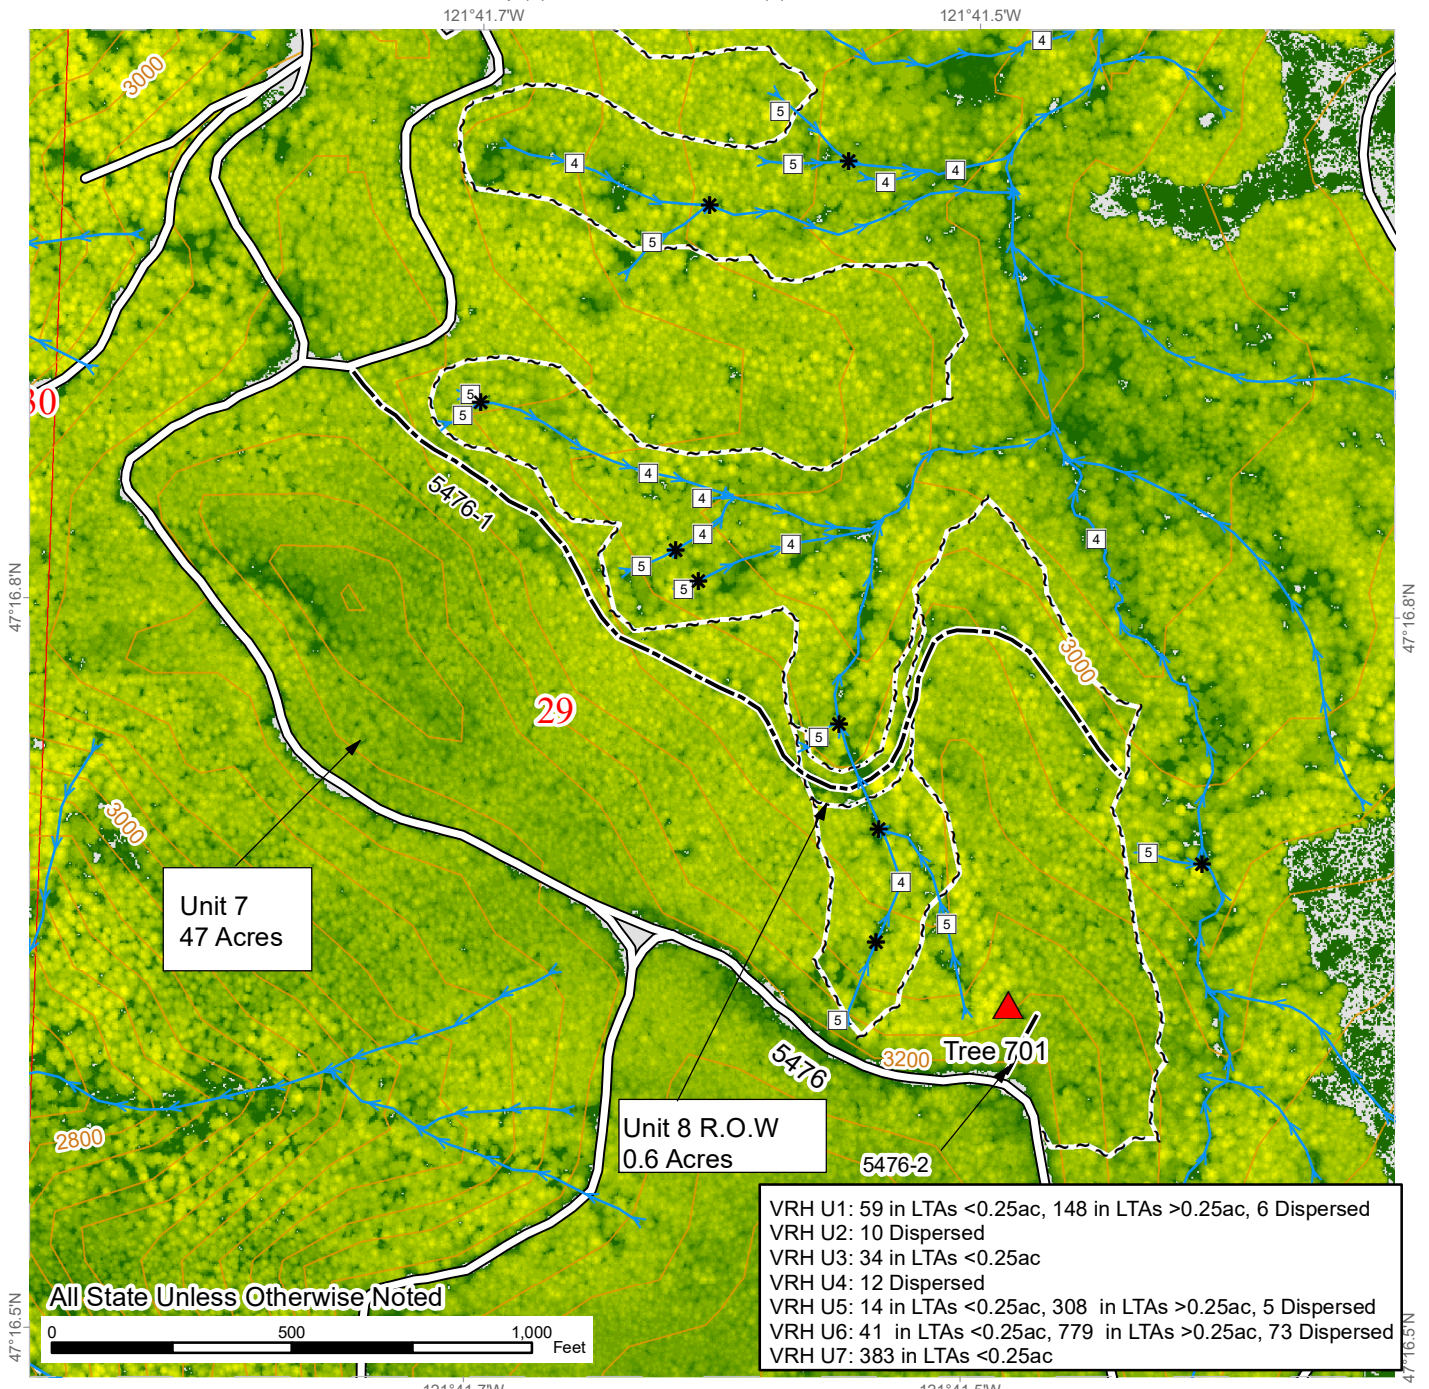 121°41.7'W
121°41.5'W
4
3000
5
4
5
4
4
5
30
5
5
5476-1
4
4
4
4
4
5
5
47°16.8'N
47°16.8'N
3000
29
5
3000
5
Unit 7
47 Acres
4
5
5
Tree 701
3200
5476
2800
Unit 8 R.O.W
0.6 Acres
5476-2
VRH U1: 59 in LTAs <0.25ac, 148 in LTAs >0.25ac, 6 Dispersed
VRH U2: 10 Dispersed
VRH U3: 34 in LTAs <0.25ac
VRH U4: 12 Dispersed
VRH U5: 14 in LTAs <0.25ac, 308 in LTAs >0.25ac, 5 Dispersed
VRH U6: 41 in LTAs <0.25ac, 779 in LTAs >0.25ac, 73 Dispersed
VRH U7: 383 in LTAs <0.25ac
All State Unless Otherwise Noted
0 500 1,000
Feet
47°16.5'N
47°16.5'N
121°41.7'W
121°41.5'W